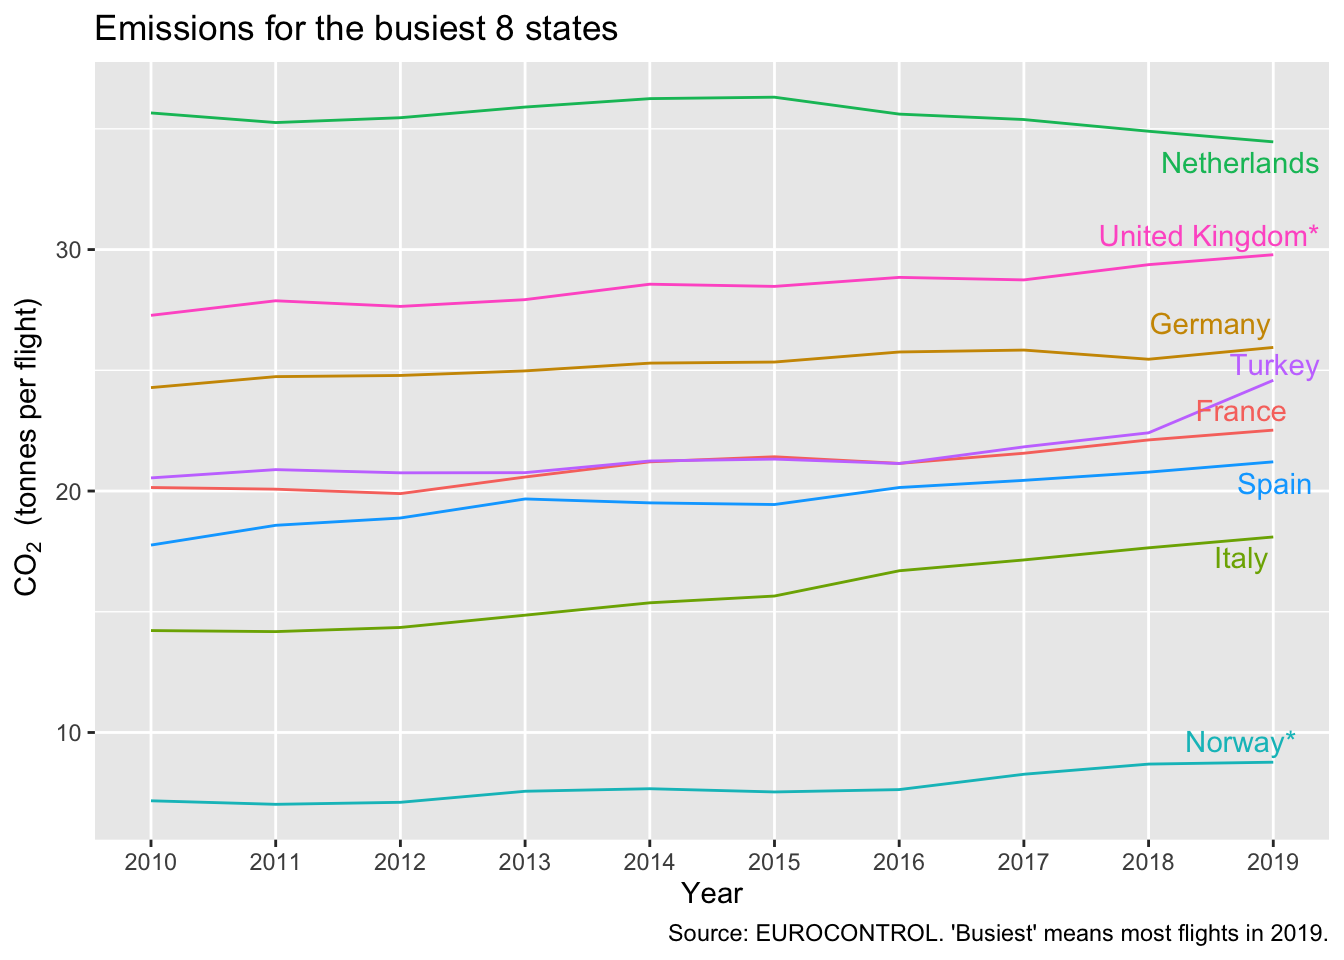 Emissions for the busiest 8 states
Netherlands
United Kingdom*
Germany
Turkey
France
Spain
Italy
Norway*
30
20
10
CO₂ (tonnes per flight)
2010 2011 2012 2013 2014 2015 2016 2017 2018 2019
Year
Source: EUROCONTROL. 'Busiest' means most flights in 2019.